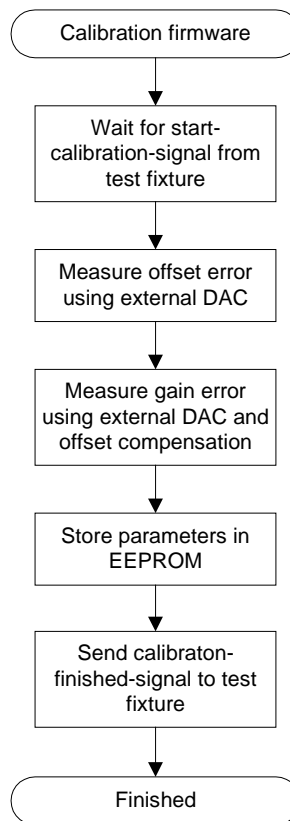 Calibration firmware
Wait for start-
calibration-signal from
test fixture
Measure offset error
using external DAC
Measure gain error
using external DAC and
offset compensation
Store parameters in
EEPROM
Send calibraton-
finished-signal to test
fixture
Finished